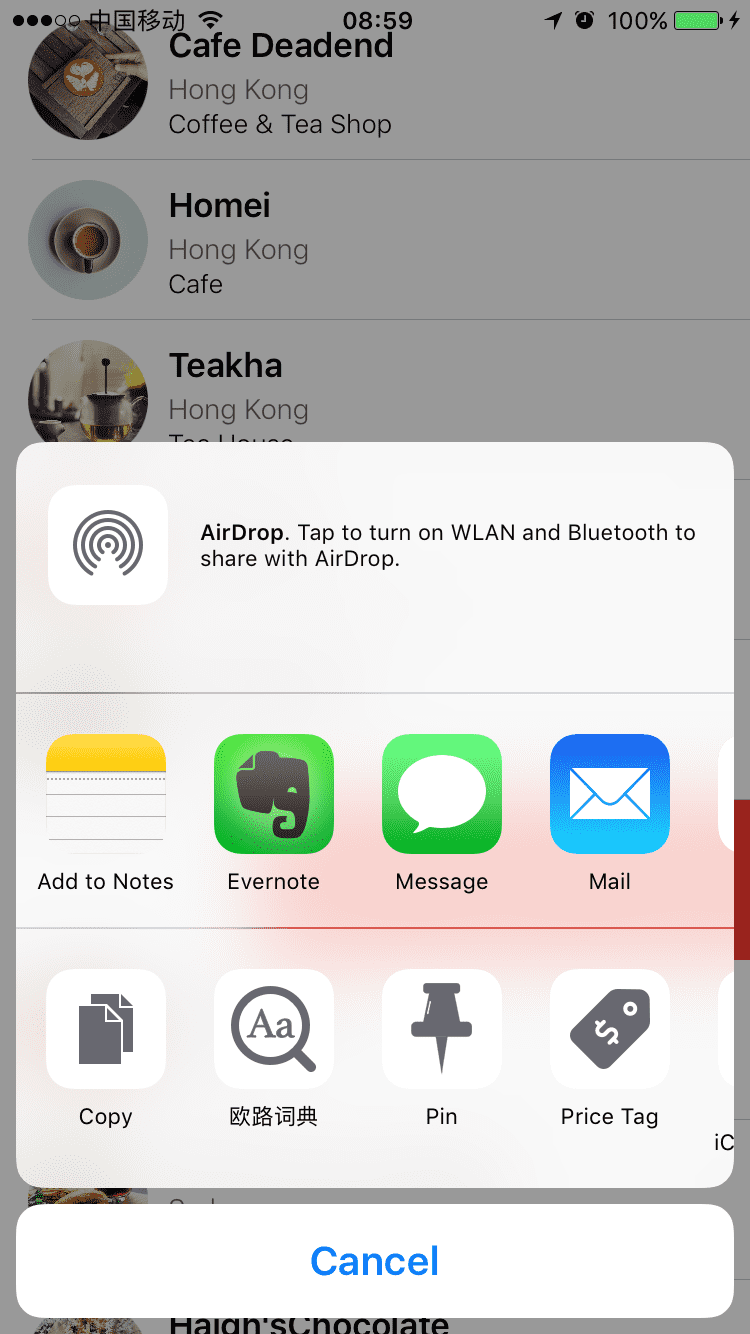 中国移动 08:59 100%
Cafe Deadend
Hong Kong
Coffee & Tea Shop
Homei
Hong Kong
Cafe
Teakha
Hong Kong
Tea House
AirDrop. Tap to turn on WLAN and Bluetooth to
share with AirDrop.
Add to Notes Evernote Message Mail
Aa
$
Copy 欧路词典 Pin Price Tag
iC
Cancel
Haigh'sChocolate